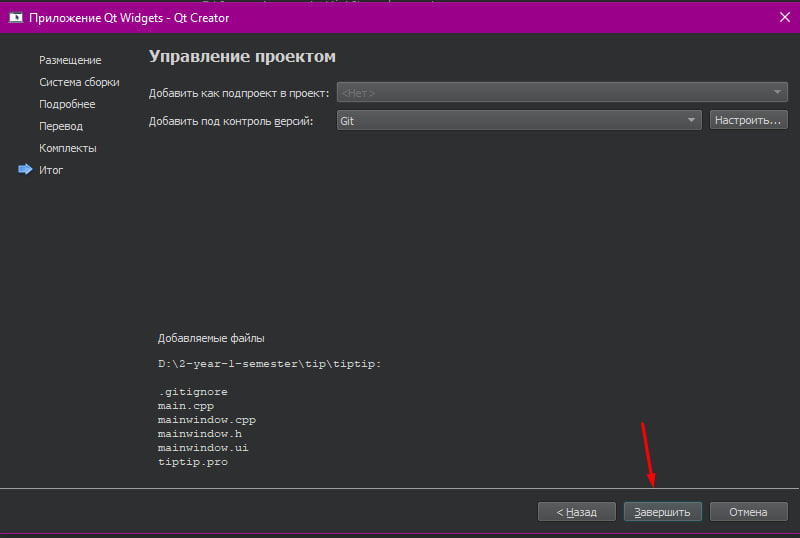 Приложение Qt Widgets - Qt Creator
Размещение
Система сборки
Подробнее
Перевод
Комплекты
Итог
Управление проектом
Добавить как подпроект в проект:
<Нет>
Добавить под контроль версий:
Git
Настроить...
Добавляемые файлы
D:\2-year-1-semester\tip\tiptip:
.gitignore
main.cpp
mainwindow.cpp
mainwindow.h
mainwindow.ui
tiptip.pro
< Назад
Завершить
Отмена